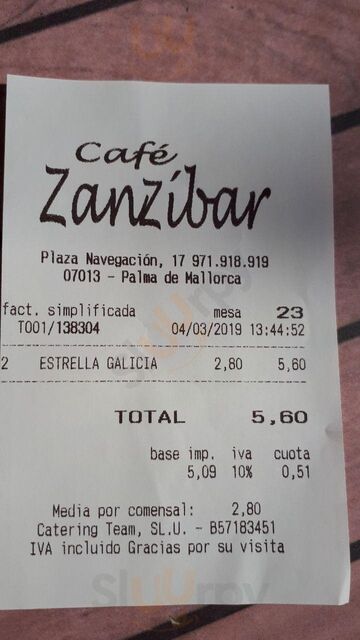 Café
Zanzíbar
Plaza Navegación, 17 971.918.919
07013 - Palma de Mallorca
fact. simplificada mesa 23
T001/138304 04/03/2019 13:44:52
2 ESTRELLA GALICIA 2,80 5,60
TOTAL 5,60
base imp. iva cuota
5,09 10% 0,51
Media por comensal: 2,80
Catering Team, SL.U. - B57183451
IVA incluido Gracias por su visita
Sluurpy